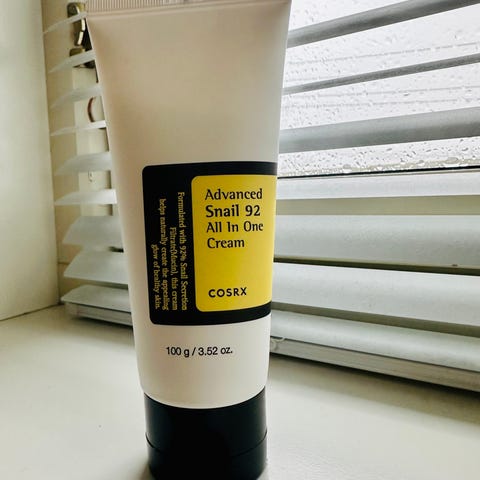 Advanced
Snail 92
All In One
Cream
COSRX
Formulated with 92% Snail Secretion
Filtrate(Mucin), this cream
helps naturally create the appealing
glow of healthy skin.
100 g / 3.52 oz.